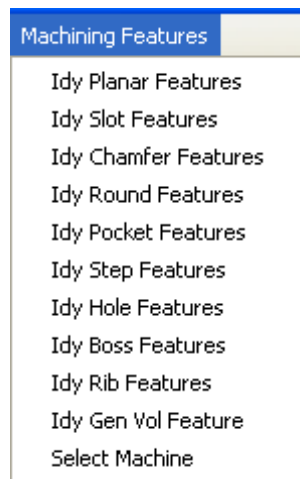 Machining Features
Idy Planar Features
Idy Slot Features
Idy Chamfer Features
Idy Round Features
Idy Pocket Features
Idy Step Features
Idy Hole Features
Idy Boss Features
Idy Rib Features
Idy Gen Vol Feature
Select Machine